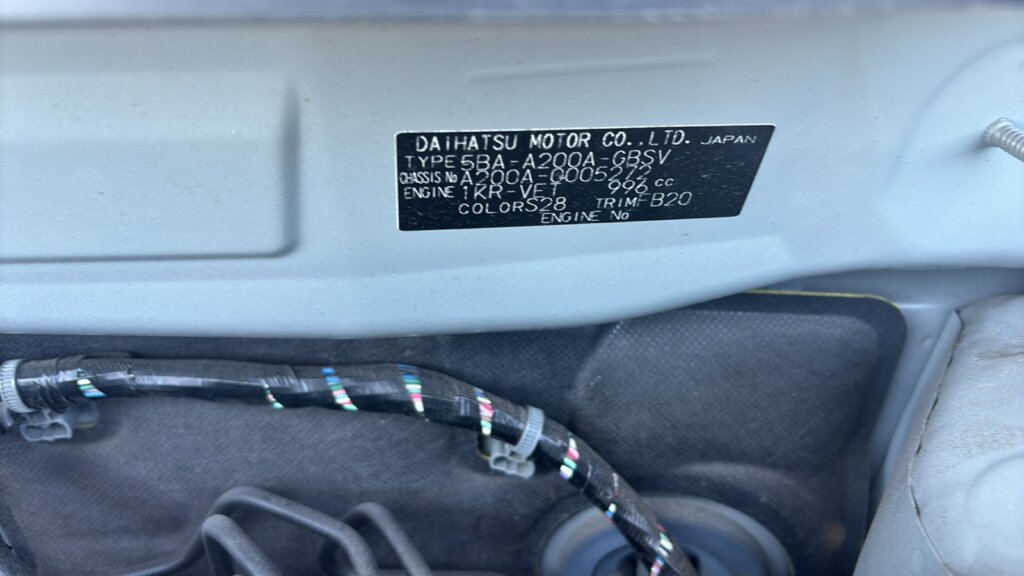 DAIHATSU MOTOR CO.,LTD. JAPAN
TYPE 5BA-A200A-GBSV
CHASSIS No A200A-0005272
ENGINE 1KR-VET 996 cc
COLOR S28 TRIM FB20
ENGINE No